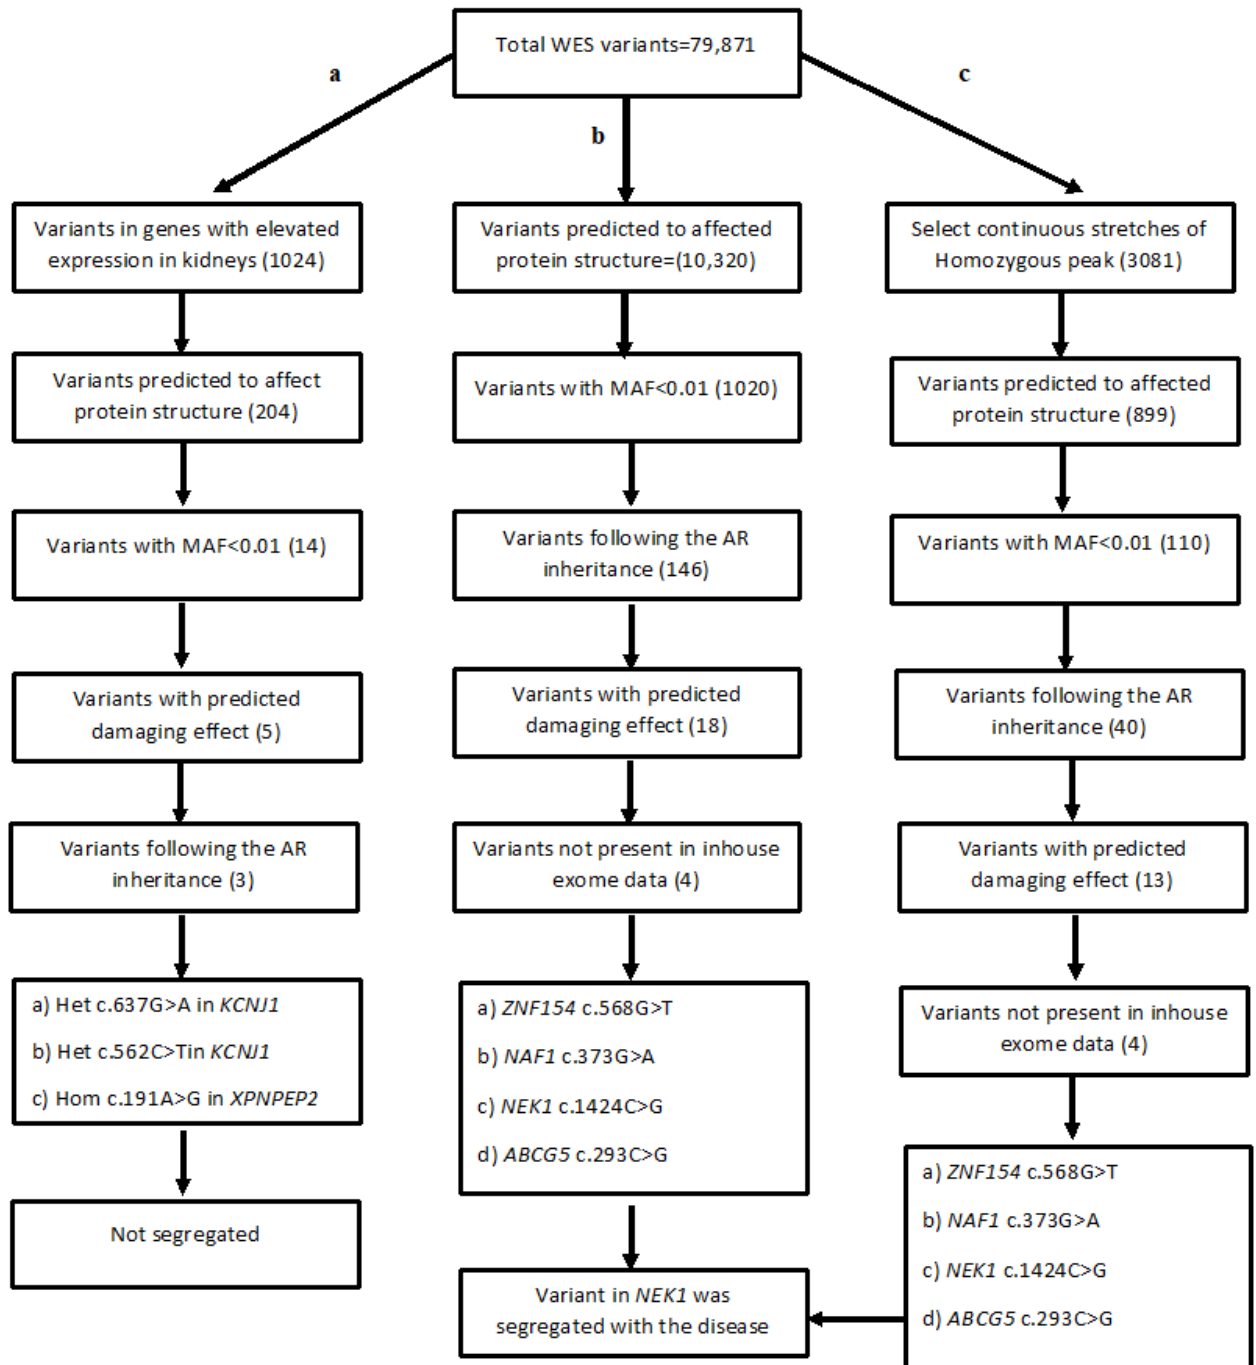 Total WES variants=79,871
a
b
c
Variants in genes with elevated
expression in kidneys (1024)
Variants predicted to affect
protein structure (204)
Variants with MAF<0.01 (14)
Variants with predicted
damaging effect (5)
Variants following the AR
inheritance (3)
a) Het c.637G>A in KCNJ1
b) Het c.562C>Tin KCNJ1
c) Hom c.191A>G in XPNPEP2
Not segregated
Variants predicted to affected
protein structure=(10,320)
Variants with MAF<0.01 (1020)
Variants following the AR
inheritance (146)
Variants with predicted
damaging effect (18)
Variants not present in inhouse
exome data (4)
a) ZNF154 c.568G>T
b) NAF1 c.373G>A
c) NEK1 c.1424C>G
d) ABCG5 c.293C>G
Variant in NEK1 was
segregated with the disease
Select continuous stretches of
Homozygous peak (3081)
Variants predicted to affected
protein structure (899)
Variants with MAF<0.01 (110)
Variants following the AR
inheritance (40)
Variants with predicted
damaging effect (13)
Variants not present in inhouse
exome data (4)
a) ZNF154 c.568G>T
b) NAF1 c.373G>A
c) NEK1 c.1424C>G
d) ABCG5 c.293C>G